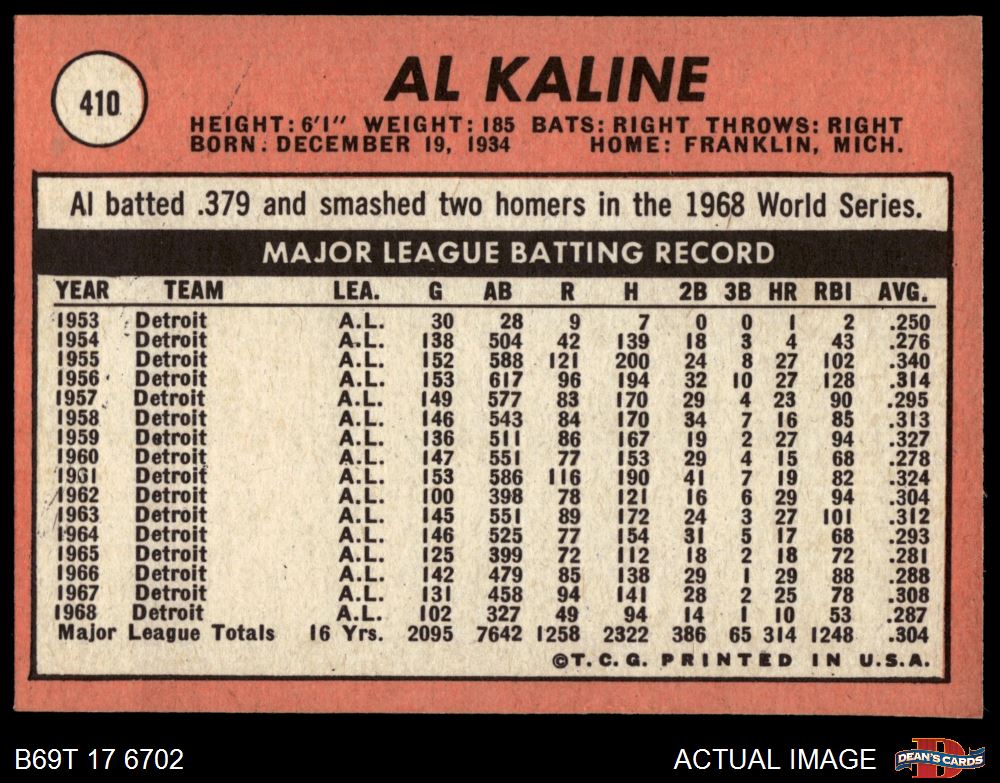 410
AL KALINE
HEIGHT: 6'1" WEIGHT: 185 BATS: RIGHT THROWS: RIGHT
BORN: DECEMBER 19, 1934 HOME: FRANKLIN, MICH.
Al batted .379 and smashed two homers in the 1968 World Series.
MAJOR LEAGUE BATTING RECORD
YEAR TEAM LEA. G AB R H 2B 3B HR RBI AVG.
1953 Detroit A.L. 30 28 9 7 0 0 1 2 .250
1954 Detroit A.L. 138 504 42 139 18 3 4 43 .276
1955 Detroit A.L. 152 588 121 200 24 8 27 102 .340
1956 Detroit A.L. 153 617 96 194 32 10 27 128 .314
1957 Detroit A.L. 149 577 83 170 29 4 23 90 .295
1958 Detroit A.L. 146 543 84 170 34 7 16 85 .313
1959 Detroit A.L. 136 511 86 167 19 2 27 94 .327
1960 Detroit A.L. 147 551 77 153 29 4 15 68 .278
1961 Detroit A.L. 153 586 116 190 41 7 19 82 .324
1962 Detroit A.L. 100 398 78 121 16 6 29 94 .304
1963 Detroit A.L. 145 551 89 172 24 3 27 101 .312
1964 Detroit A.L. 146 525 77 154 31 5 17 68 .293
1965 Detroit A.L. 125 399 72 112 18 2 18 72 .281
1966 Detroit A.L. 142 479 85 138 29 1 29 88 .288
1967 Detroit A.L. 131 458 94 141 28 2 25 78 .308
1968 Detroit A.L. 102 327 49 94 14 1 10 53 .287
Major League Totals 16 Yrs. 2095 7642 1258 2322 386 65 314 1248 .304
©T.C.G. PRINTED IN U.S.A.
B69T 17 6702
ACTUAL IMAGE
D
DEAN'S CARDS